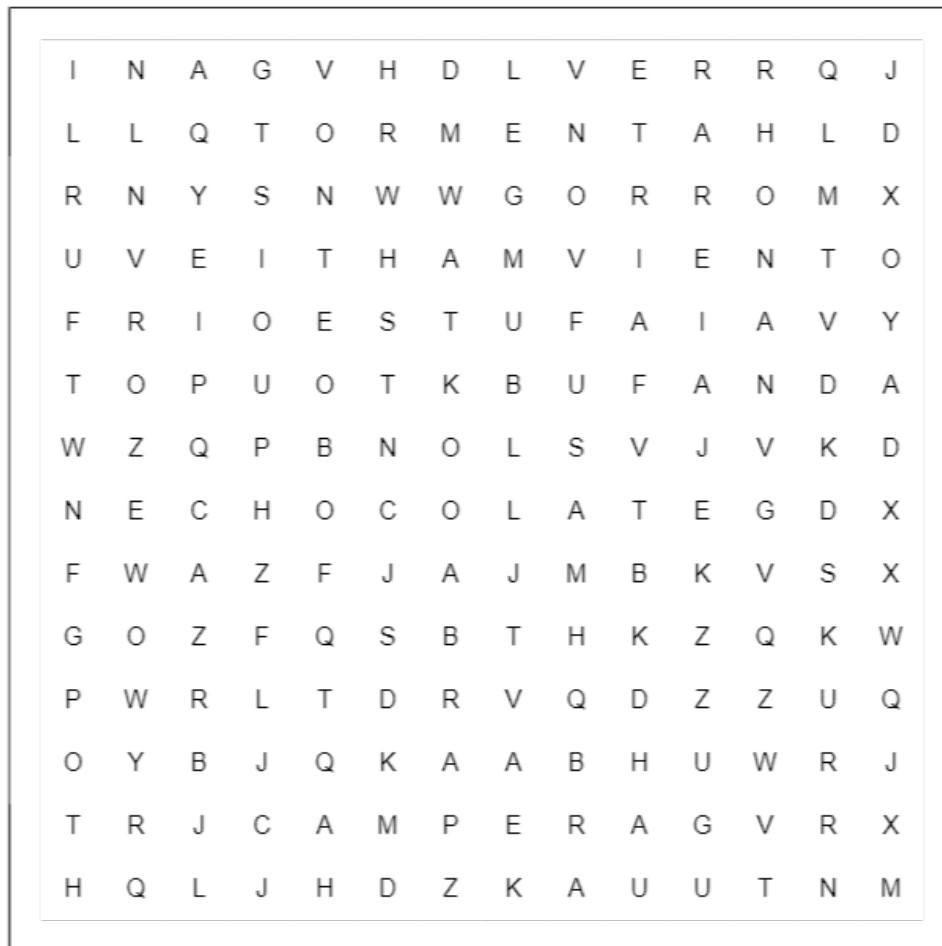 I N A G V H D L V E R R Q J
L L Q T O R M E N T A H L D
R N Y S N W W G O R R O M X
U V E I T H A M V I E N T O
F R I O E S T U F A I A V Y
T O P U O T K B U F A N D A
W Z Q P B N O L S V J V K D
N E C H O C O L A T E G D X
F W A Z F J A J M B K V S X
G O Z F Q S B T H K Z Q K W
P W R L T D R V Q D Z Z U Q
O Y B J Q K A A B H U W R J
T R J C A M P E R A G V R X
H Q L J H D Z K A U U T N M